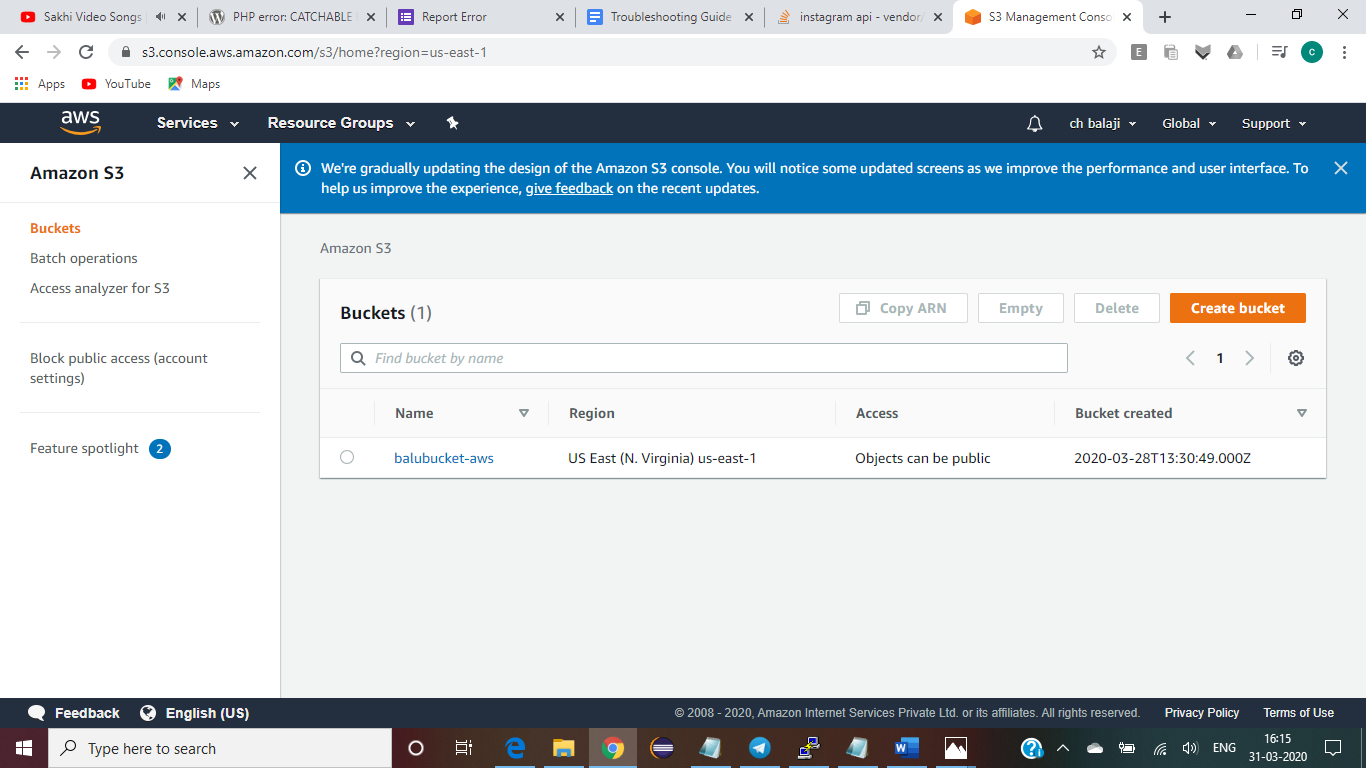 Sakhi Video Songs
PHP error: CATCHABLE
Report Error
Troubleshooting Guide
instagram api - vendor/
S3 Management Conso
s3.console.aws.amazon.com/s3/home?region=us-east-1
E
c
Apps
YouTube
Maps
aws
Services
Resource Groups
ch balaji
Global
Support
Amazon S3
We're gradually updating the design of the Amazon S3 console. You will notice some updated screens as we improve the performance and user interface. To
help us improve the experience, give feedback on the recent updates.
Buckets
Batch operations
Access analyzer for S3
Block public access (account
settings)
Feature spotlight 2
Amazon S3
Buckets (1)
Copy ARN
Empty
Delete
Create bucket
Find bucket by name
1
Name
Region
Access
Bucket created
balubucket-aws
US East (N. Virginia) us-east-1
Objects can be public
2020-03-28T13:30:49.000Z
Feedback
English (US)
© 2008 - 2020, Amazon Internet Services Private Ltd. or its affiliates. All rights reserved.
Privacy Policy
Terms of Use
Type here to search
ENG
16:15
31-03-2020